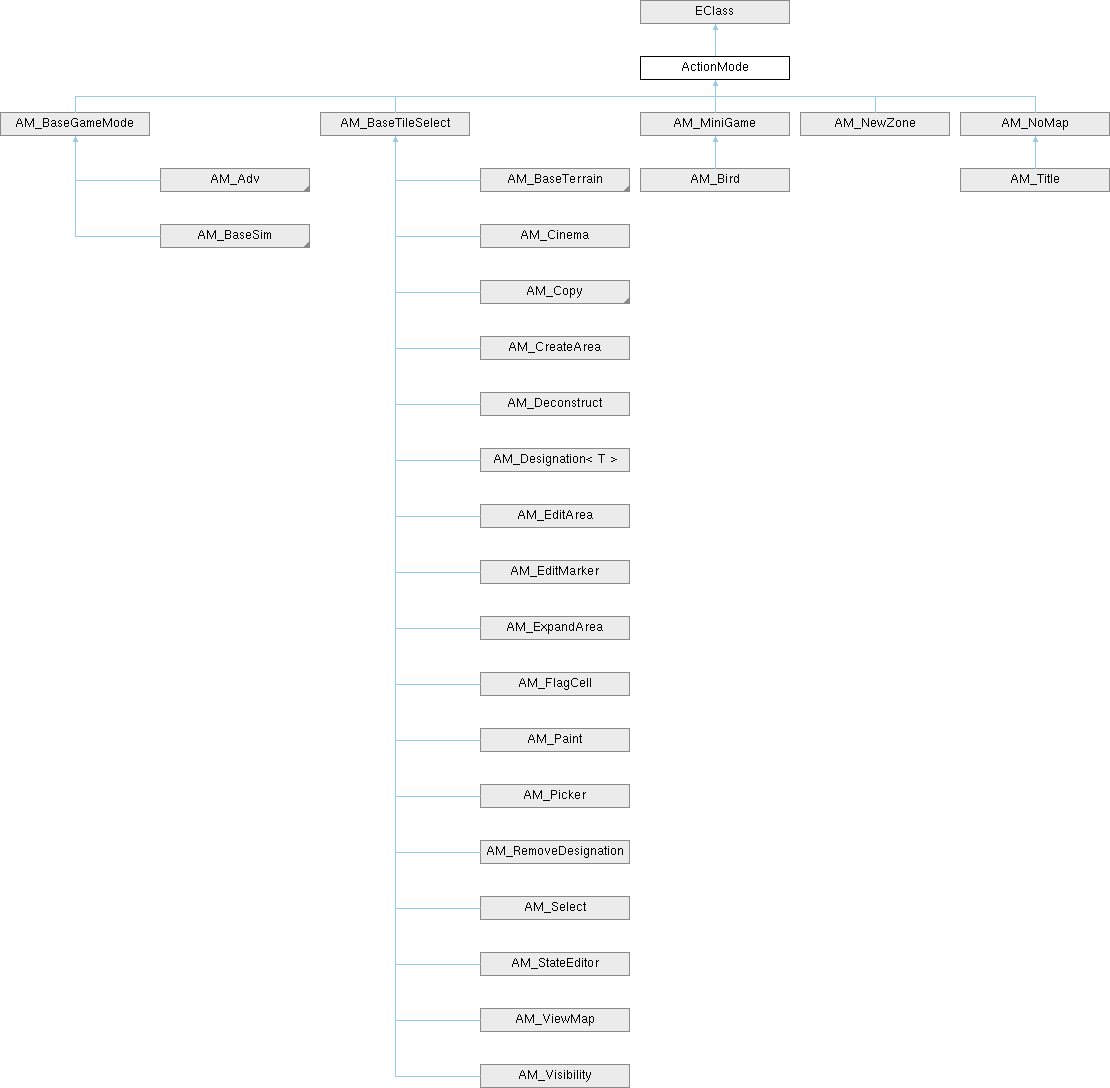 EClass
ActionMode
AM_BaseGameMode
AM_BaseTileSelect
AM_MiniGame
AM_NewZone
AM_NoMap
AM_Adv
AM_BaseTerrain
AM_Bird
AM_Title
AM_BaseSim
AM_Cinema
AM_Copy
AM_CreateArea
AM_Deconstruct
AM_Designation< T >
AM_EditArea
AM_EditMarker
AM_ExpandArea
AM_FlagCell
AM_Paint
AM_Picker
AM_RemoveDesignation
AM_Select
AM_StateEditor
AM_ViewMap
AM_Visibility